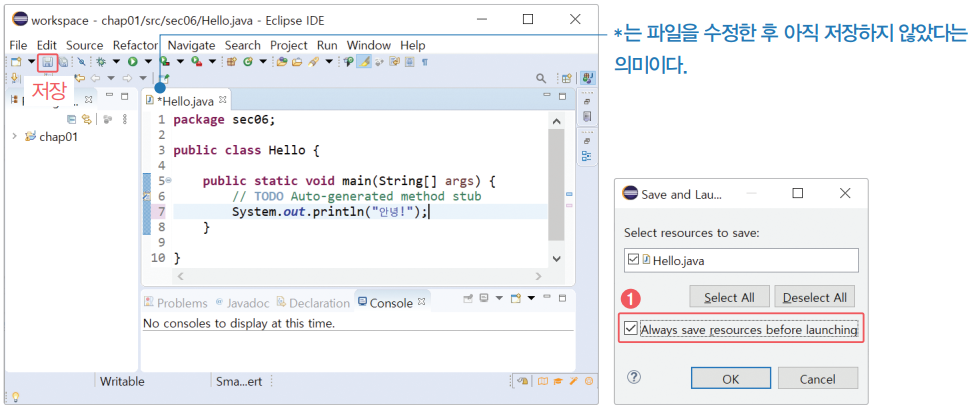 workspace - chap01/src/sec06/Hello.java - Eclipse IDE
File Edit Source Refactor Navigate Search Project Run Window Help
*는 파일을 수정한 후 아직 저장하지 않았다는
의미이다.
저장
*Hello.java
chap01
1 package sec06;
2
3 public class Hello {
4
5 public static void main(String[] args) {
6 // TODO Auto-generated method stub
7 System.out.println("안녕!");
8 }
9
10 }
Problems Javadoc Declaration Console
No consoles to display at this time.
Writable Sma...ert
Save and Lau...
Select resources to save:
Hello.java
Select All Deselect All
1
Always save resources before launching
OK Cancel